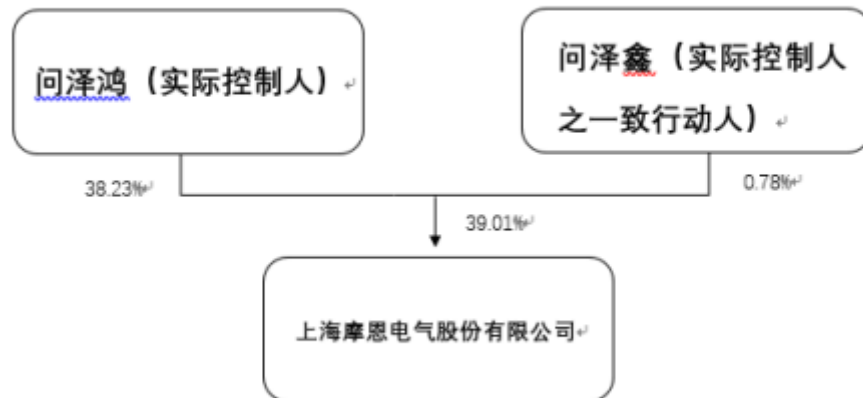 问泽鸿（实际控制人）
问泽鑫（实际控制人
之一致行动人）
38.23%
0.78%
39.01%
上海摩恩电气股份有限公司